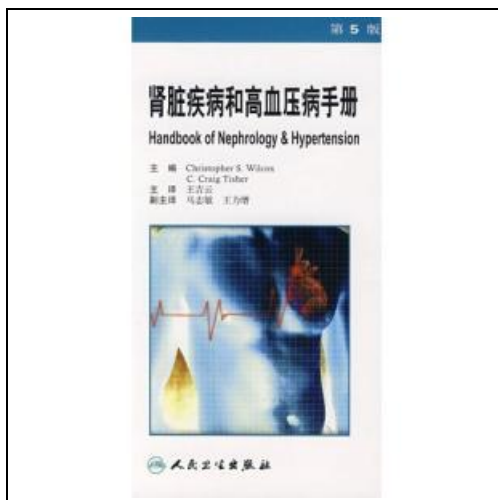 第 5 版
肾脏疾病和高血压病手册
Handbook of Nephrology & Hypertension
主 编 Christopher S. Wilcox
C. Craig Tisher
主 译 王吉云
副主译 马志敏 王力增
人民卫生出版社